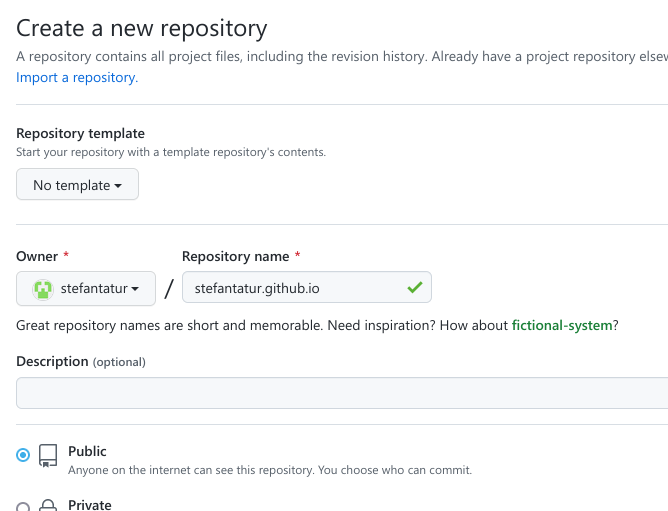 Create a new repository
A repository contains all project files, including the revision history. Already have a project repository
Import a repository.
Repository template
Start your repository with a template repository's contents.
No template
Owner * Repository name *
stefantatur / stefantatur.github.io
Great repository names are short and memorable. Need inspiration? How about fictional-system?
Description (optional)
Public
Anyone on the internet can see this repository. You choose who can commit.
Private